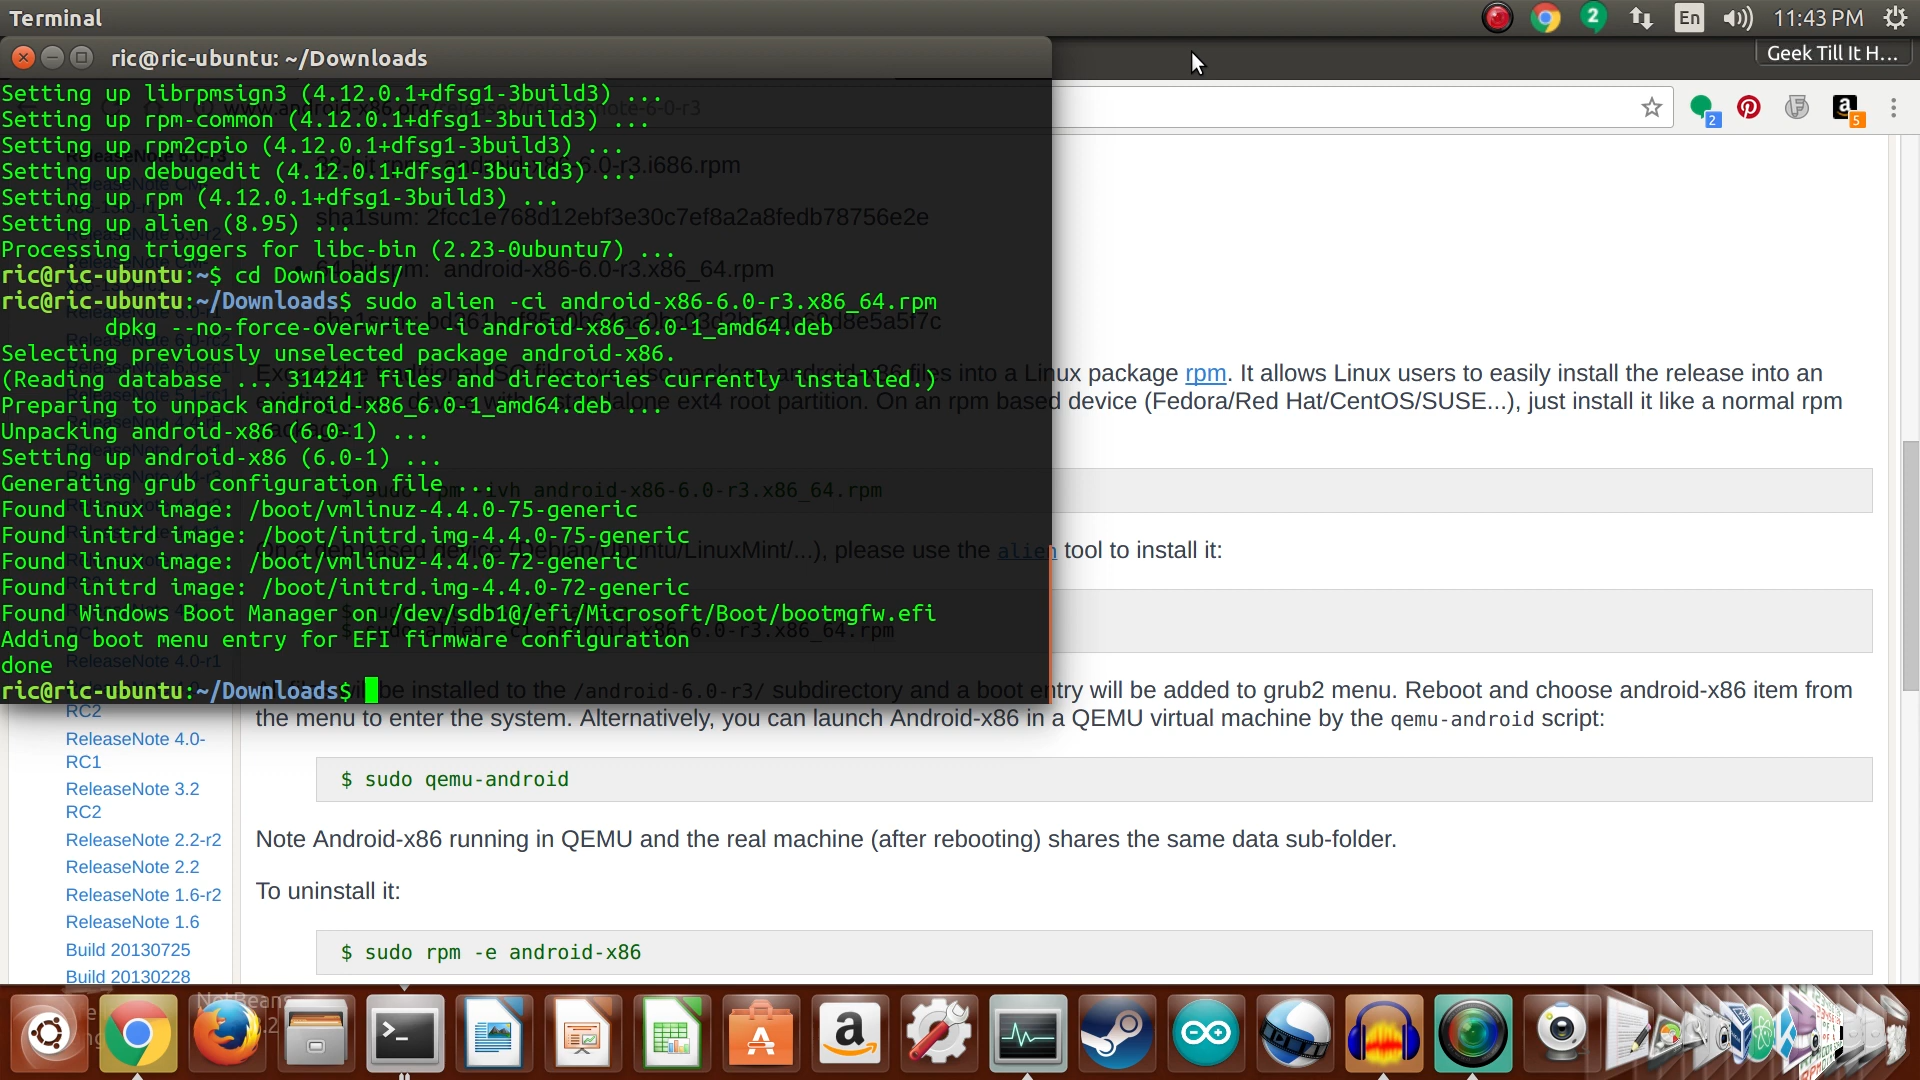 Terminal
En
11:43 PM
ric@ric-ubuntu: ~/Downloads
Geek Till It H...
Setting up librpmsign3 (4.12.0.1+dfsg1-3build3) ...
Setting up rpm-common (4.12.0.1+dfsg1-3build3) ...
Setting up rpm2cpio (4.12.0.1+dfsg1-3build3) ...
Setting up debugedit (4.12.0.1+dfsg1-3build3) ...
Setting up rpm (4.12.0.1+dfsg1-3build3) ...
Setting up alien (8.95) ...
Processing triggers for libc-bin (2.23-0ubuntu7) ...
ric@ric-ubuntu:~$ cd Downloads/
ric@ric-ubuntu:~/Downloads$ sudo alien -ci android-x86-6.0-r3.x86_64.rpm
dpkg --no-force-overwrite -i android-x86_6.0-1_amd64.deb
Selecting previously unselected package android-x86.
(Reading database ... 314241 files and directories currently installed.)
Preparing to unpack android-x86_6.0-1_amd64.deb ...
Unpacking android-x86 (6.0-1) ...
Setting up android-x86 (6.0-1) ...
Generating grub configuration file ...
Found linux image: /boot/vmlinuz-4.4.0-75-generic
Found initrd image: /boot/initrd.img-4.4.0-75-generic
Found linux image: /boot/vmlinuz-4.4.0-72-generic
Found initrd image: /boot/initrd.img-4.4.0-72-generic
Found Windows Boot Manager on /dev/sdb1@/efi/Microsoft/Boot/bootmgfw.efi
Adding boot menu entry for EFI firmware configuration
done
ric@ric-ubuntu:~/Downloads$
into a Linux package rpm. It allows Linux users to easily install the release into an
device (Fedora/Red Hat/CentOS/SUSE...), just install it like a normal rpm
please use the alien tool to install it:
be installed to the /android-6.0-r3/ subdirectory and a boot entry will be added to grub2 menu. Reboot and choose android-x86 item from
the menu to enter the system. Alternatively, you can launch Android-x86 in a QEMU virtual machine by the qemu-android script:
$ sudo qemu-android
Note Android-x86 running in QEMU and the real machine (after rebooting) shares the same data sub-folder.
To uninstall it:
$ sudo rpm -e android-x86
RC2
ReleaseNote 4.0-
RC1
ReleaseNote 3.2
RC2
ReleaseNote 2.2-r2
ReleaseNote 2.2
ReleaseNote 1.6-r2
ReleaseNote 1.6
Build 20130725
Build 20130228